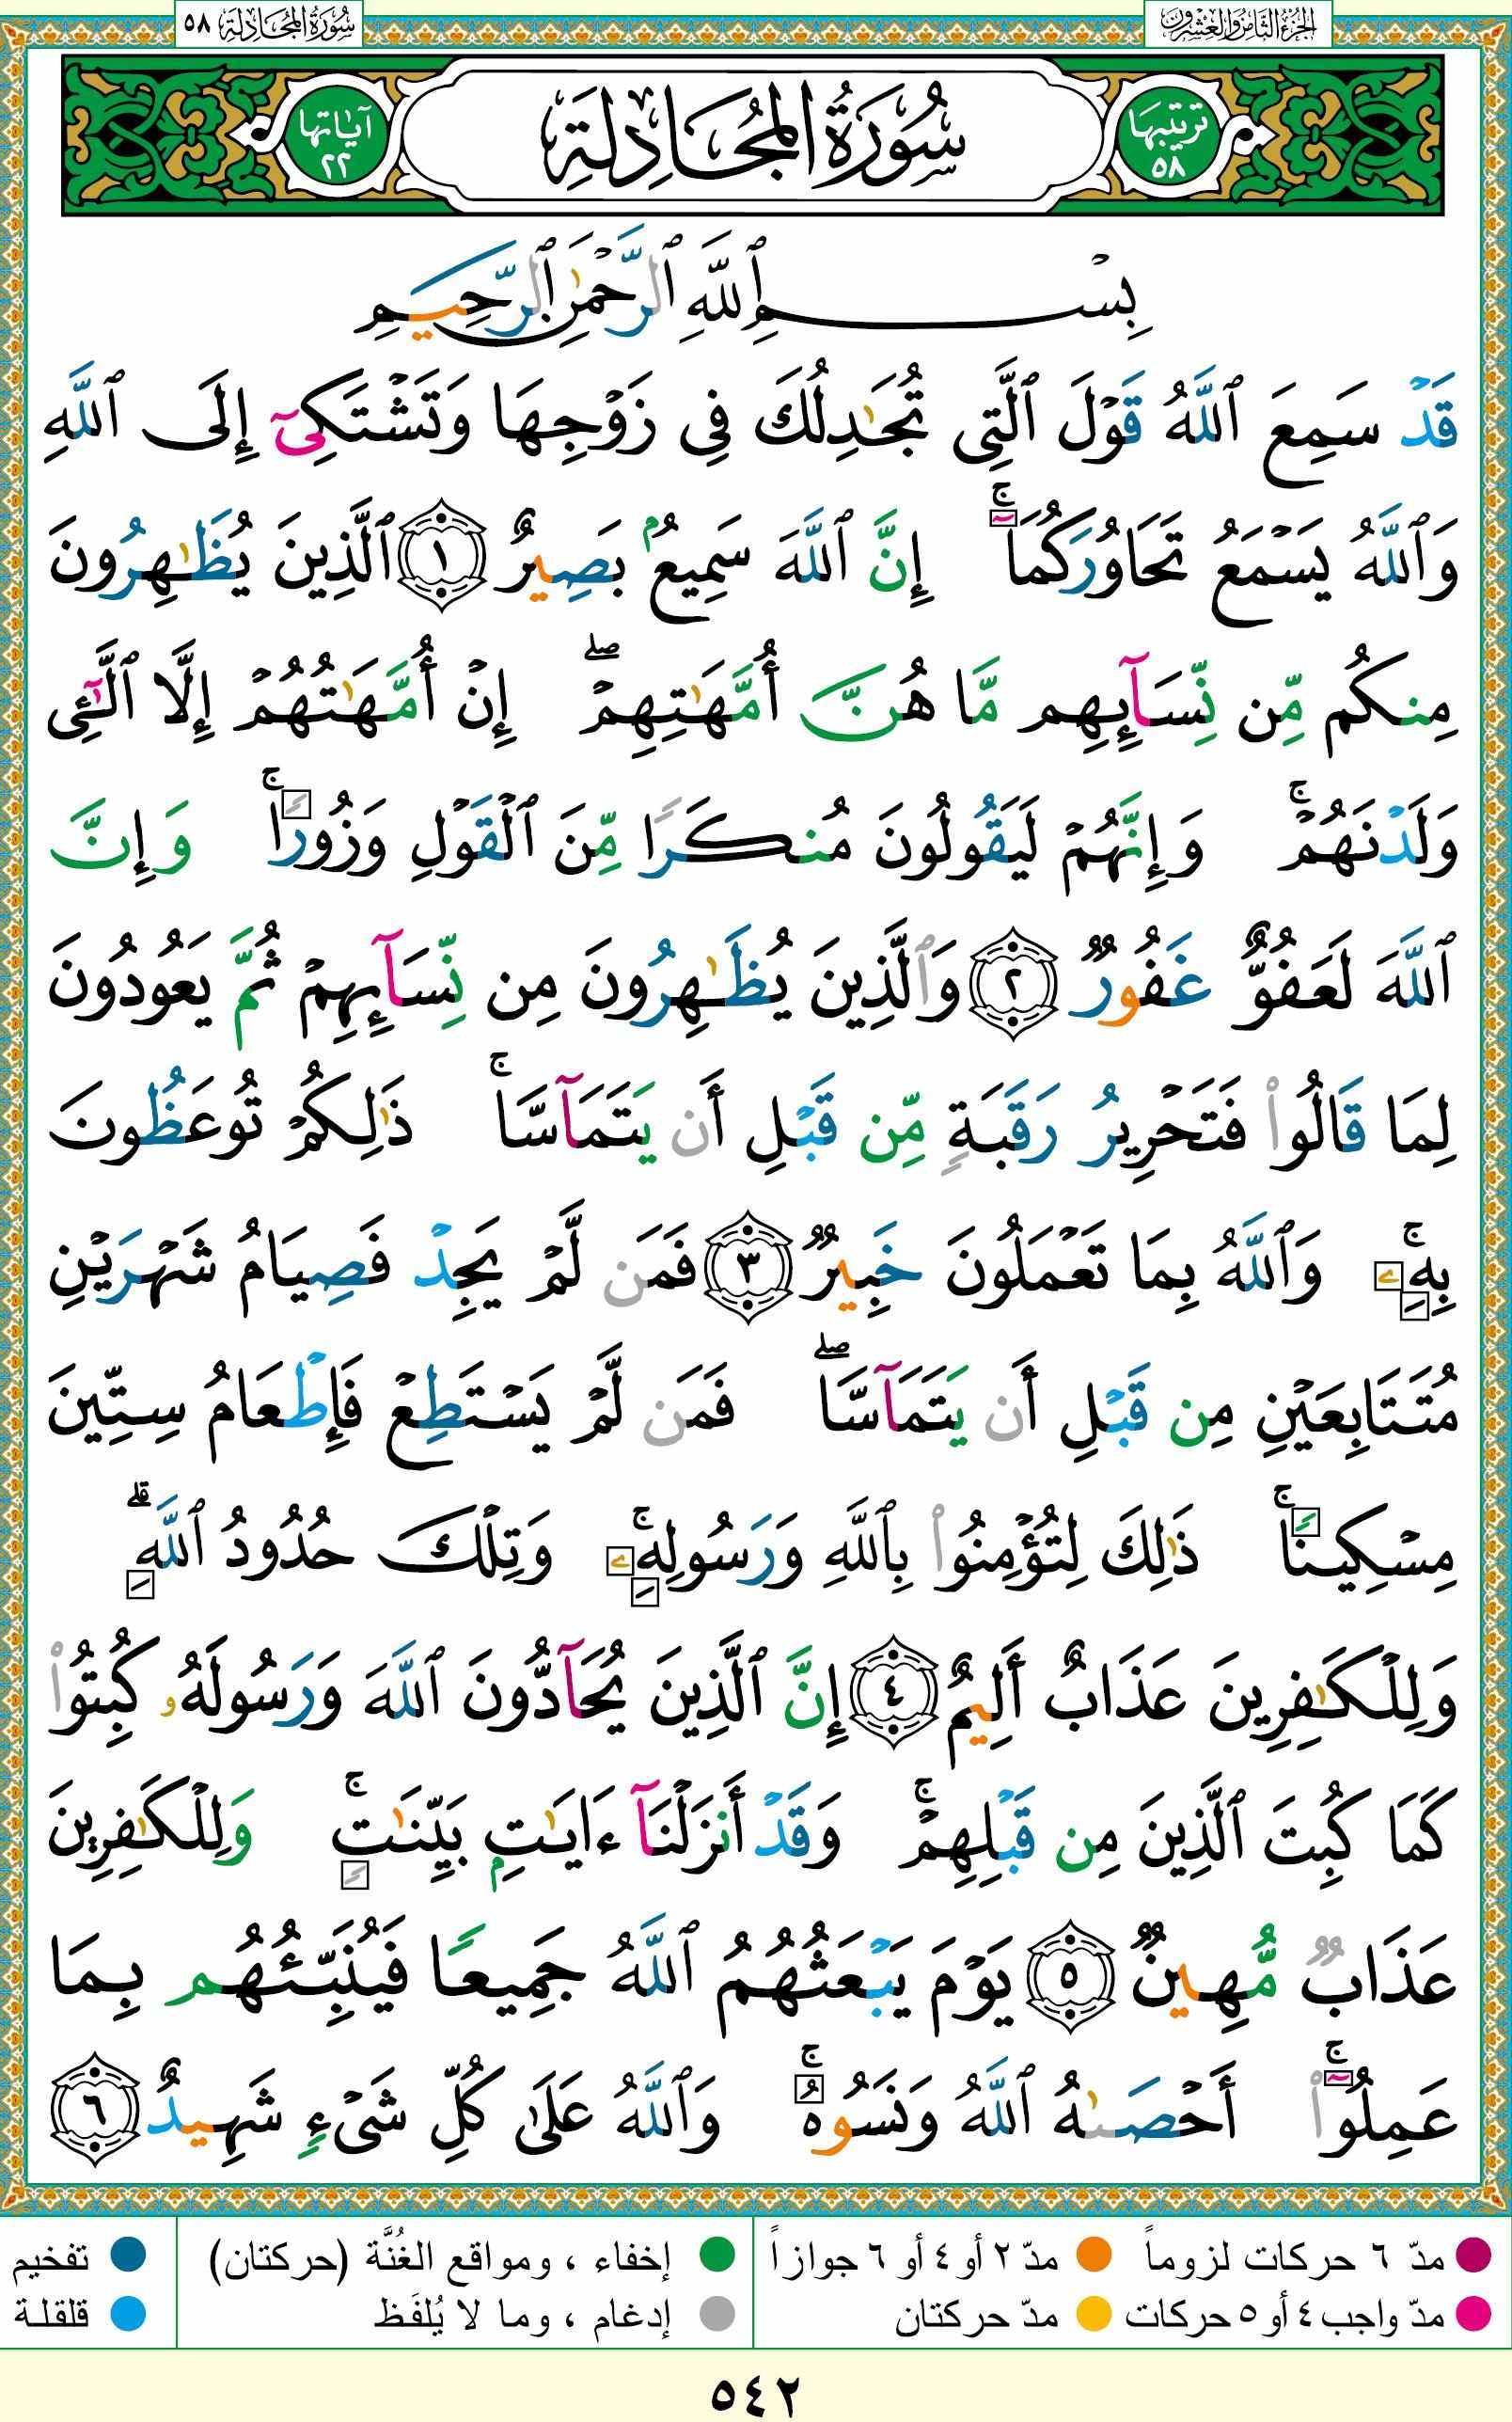 الجزء الثامن والعشرون
سورة المجادلة ٥٨
ترتيبها ٥٨
سُورَةُ المُجَادِلَةِ
آيَاتها ٢٢
بِسْمِ ٱللَّهِ ٱلرَّحْمَٰنِ ٱلرَّحِيمِ
قَدْ سَمِعَ ٱللَّهُ قَوْلَ ٱلَّتِى تُجَٰدِلُكَ فِى زَوْجِهَا وَتَشْتَكِىٓ إِلَى ٱللَّهِ
وَٱللَّهُ يَسْمَعُ تَحَاوُرَكُمَآ ۚ إِنَّ ٱللَّهَ سَمِيعٌۢ بَصِيرٌ ١ ٱلَّذِينَ يُظَٰهِرُونَ
مِنكُم مِّن نِّسَآئِهِم مَّا هُنَّ أُمَّهَٰتِهِمْ ۖ إِنْ أُمَّهَٰتُهُمْ إِلَّا ٱلَّٰٓـِٔى
وَلَدْنَهُمْ ۚ وَإِنَّهُمْ لَيَقُولُونَ مُنكَرًا مِّنَ ٱلْقَوْلِ وَزُورًا ۚ وَإِنَّ
ٱللَّهَ لَعَفُوٌّ غَفُورٌ ٢ وَٱلَّذِينَ يُظَٰهِرُونَ مِن نِّسَآئِهِمْ ثُمَّ يَعُودُونَ
لِمَا قَالُوا۟ فَتَحْرِيرُ رَقَبَةٍ مِّن قَبْلِ أَن يَتَمَآسَّا ۚ ذَٰلِكُمْ تُوعَظُونَ
بِهِۦ ۚ وَٱللَّهُ بِمَا تَعْمَلُونَ خَبِيرٌ ٣ فَمَن لَّمْ يَجِدْ فَصِيَامُ شَهْرَيْنِ
مُتَتَابِعَيْنِ مِن قَبْلِ أَن يَتَمَآسَّا ۖ فَمَن لَّمْ يَسْتَطِعْ فَإِطْعَامُ سِتِّينَ
مِسْكِينًا ۚ ذَٰلِكَ لِتُؤْمِنُوا۟ بِٱللَّهِ وَرَسُولِهِۦ ۚ وَتِلْكَ حُدُودُ ٱللَّهِ ۗ
وَلِلْكَٰفِرِينَ عَذَابٌ أَلِيمٌ ٤ إِنَّ ٱلَّذِينَ يُحَآدُّونَ ٱللَّهَ وَرَسُولَهُۥ كُبِتُوا۟
كَمَا كُبِتَ ٱلَّذِينَ مِن قَبْلِهِمْ ۚ وَقَدْ أَنزَلْنَآ ءَايَٰتٍۭ بَيِّنَٰتٍ ۚ وَلِلْكَٰفِرِينَ
عَذَابٌ مُّهِينٌ ٥ يَوْمَ يَبْعَثُهُمُ ٱللَّهُ جَمِيعًا فَيُنَبِّئُهُم بِمَا
عَمِلُوٓا۟ ۚ أَحْصَىٰهُ ٱللَّهُ وَنَسُوهُ ۚ وَٱللَّهُ عَلَىٰ كُلِّ شَىْءٍ شَهِيدٌ ٦
مدّ ٦ حركات لزوماً
مدّ ٢ أو ٤ أو ٦ جوازاً
إخفاء ، ومواقع الغُنَّة (حركتان)
تفخيم
مدّ واجب ٤ أو ٥ حركات
مدّ حركتان
إدغام ، وما لا يُلفَظ
قلقلة
٥٤٢